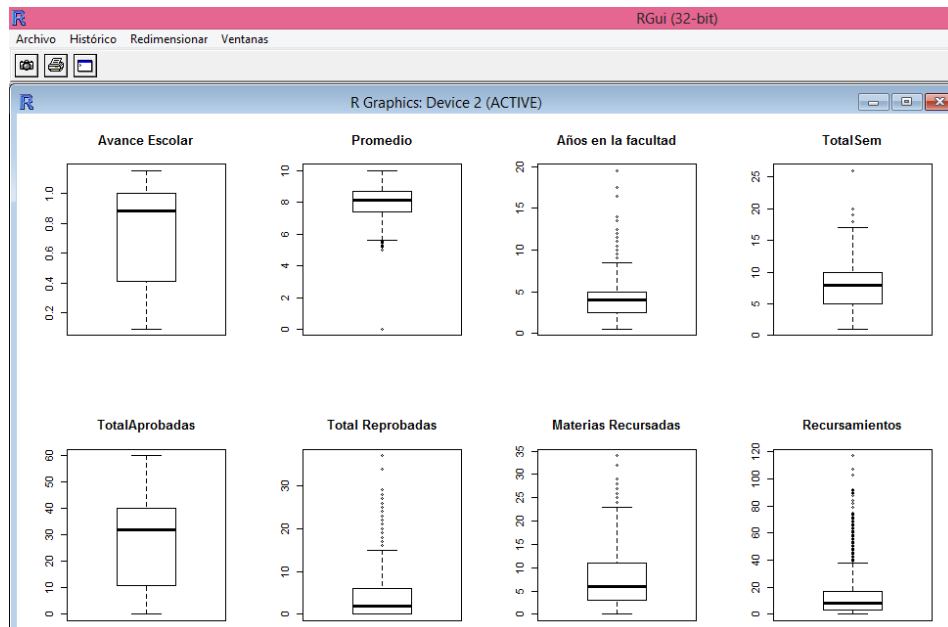 RGui (32-bit)
Archivo Histórico Redimensionar Ventanas
R Graphics: Device 2 (ACTIVE)
Avance Escolar
0.2 0.4 0.6 0.8 1.0
Promedio
0 2 4 6 8 10
Años en la facultad
0 5 10 15 20
TotalSem
0 5 10 15 20 25
TotalAprobadas
0 10 20 30 40 50 60
Total Reprobadas
0 10 20 30
Materias Recursadas
0 5 10 15 20 25 30 35
Recursamientos
0 20 40 60 80 100 120